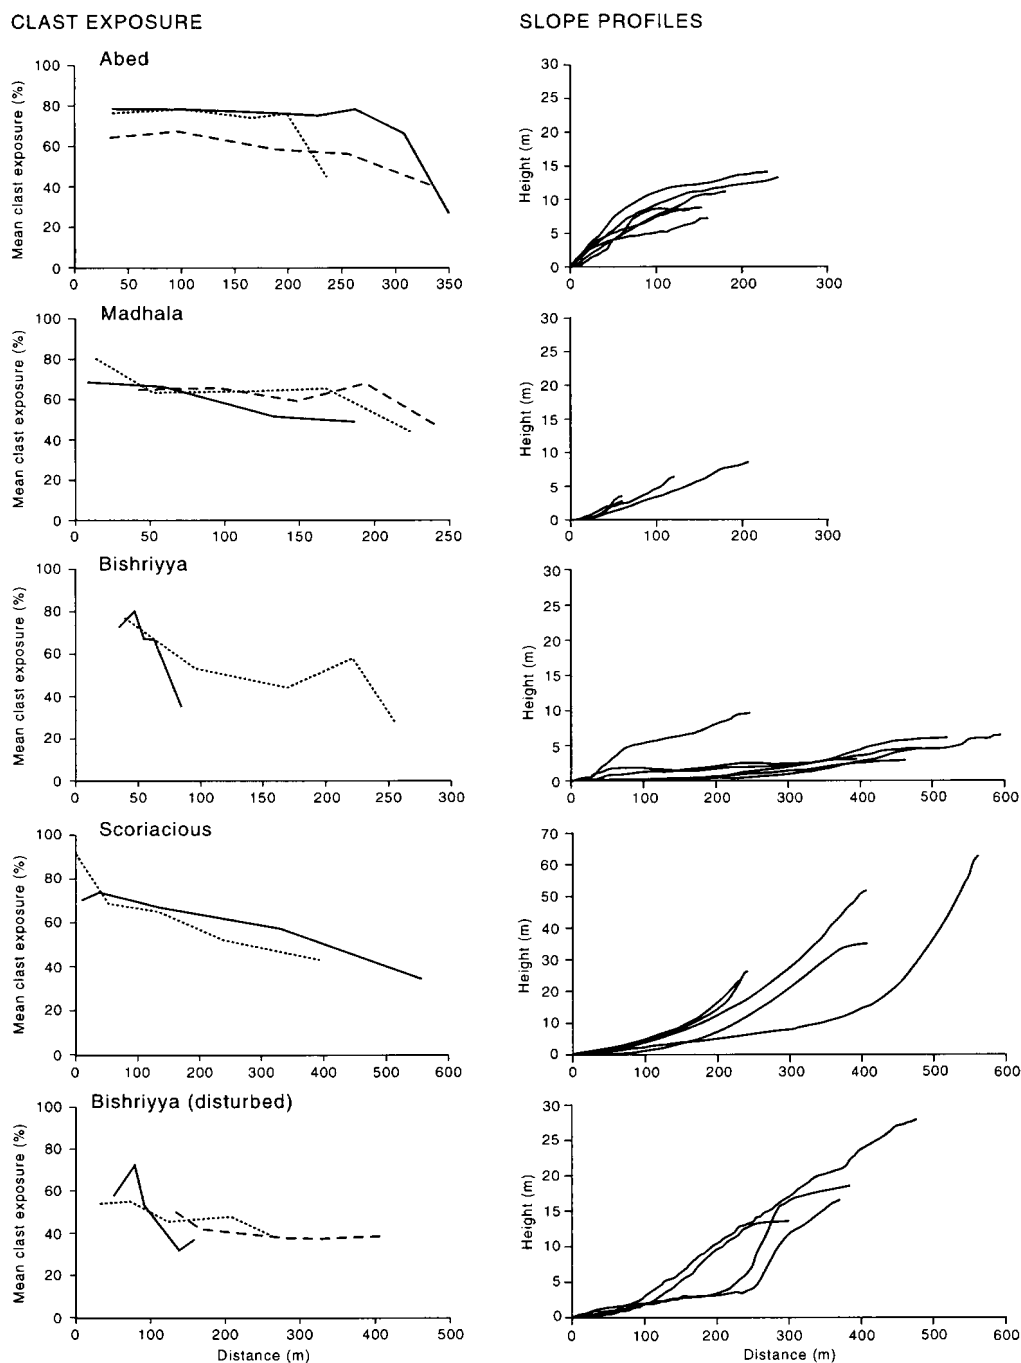 CLAST EXPOSURE
SLOPE PROFILES
Abed
Mean clast exposure (%)
100
80
60
40
20
0
0 50 100 150 200 250 300 350
Height (m)
30
25
20
15
10
5
0
0 100 200 300
Madhala
Mean clast exposure (%)
100
80
60
40
20
0
0 50 100 150 200 250
Height (m)
30
25
20
15
10
5
0
0 100 200 300
Bishriyya
Mean clast exposure (%)
100
80
60
40
20
0
0 50 100 150 200 250 300
Height (m)
30
25
20
15
10
5
0
0 100 200 300 400 500 600
Scoriacious
Mean clast exposure (%)
100
80
60
40
20
0
0 100 200 300 400 500 600
Height (m)
70
60
50
40
30
20
10
0
0 100 200 300 400 500 600
Bishriyya (disturbed)
Mean clast exposure (%)
100
80
60
40
20
0
0 100 200 300 400 500
Distance (m)
Height (m)
30
25
20
15
10
5
0
0 100 200 300 400 500 600
Distance (m)